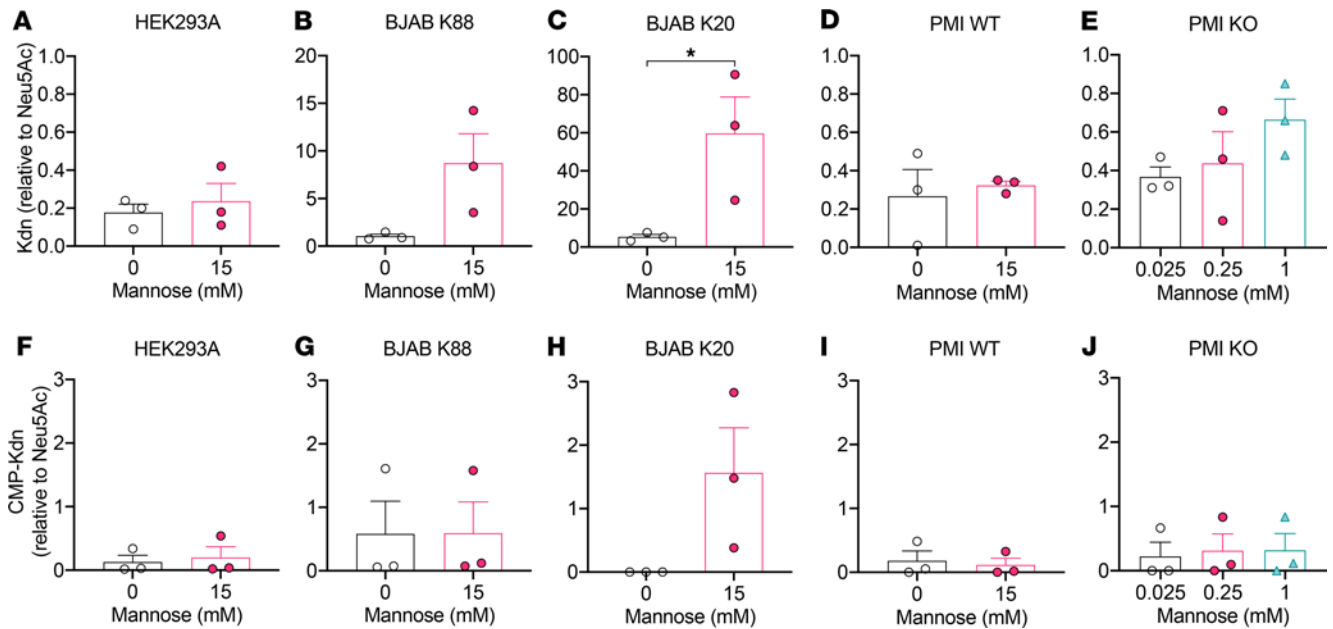 A HEK293A
B BJAB K88
C BJAB K20
D PMI WT
E PMI KO
Kdn (relative to Neu5Ac)
1.0
0.8
0.6
0.4
0.2
0.0
0 15
Mannose (mM)
20
15
10
5
0
0 15
Mannose (mM)
100
80
60
40
20
0
*
0 15
Mannose (mM)
1.0
0.8
0.6
0.4
0.2
0.0
0 15
Mannose (mM)
1.0
0.8
0.6
0.4
0.2
0.0
0.025 0.25 1
Mannose (mM)
F HEK293A
G BJAB K88
H BJAB K20
I PMI WT
J PMI KO
CMP-Kdn
(relative to Neu5Ac)
3
2
1
0
0 15
Mannose (mM)
3
2
1
0
0 15
Mannose (mM)
3
2
1
0
0 15
Mannose (mM)
3
2
1
0
0 15
Mannose (mM)
3
2
1
0
0.025 0.25 1
Mannose (mM)